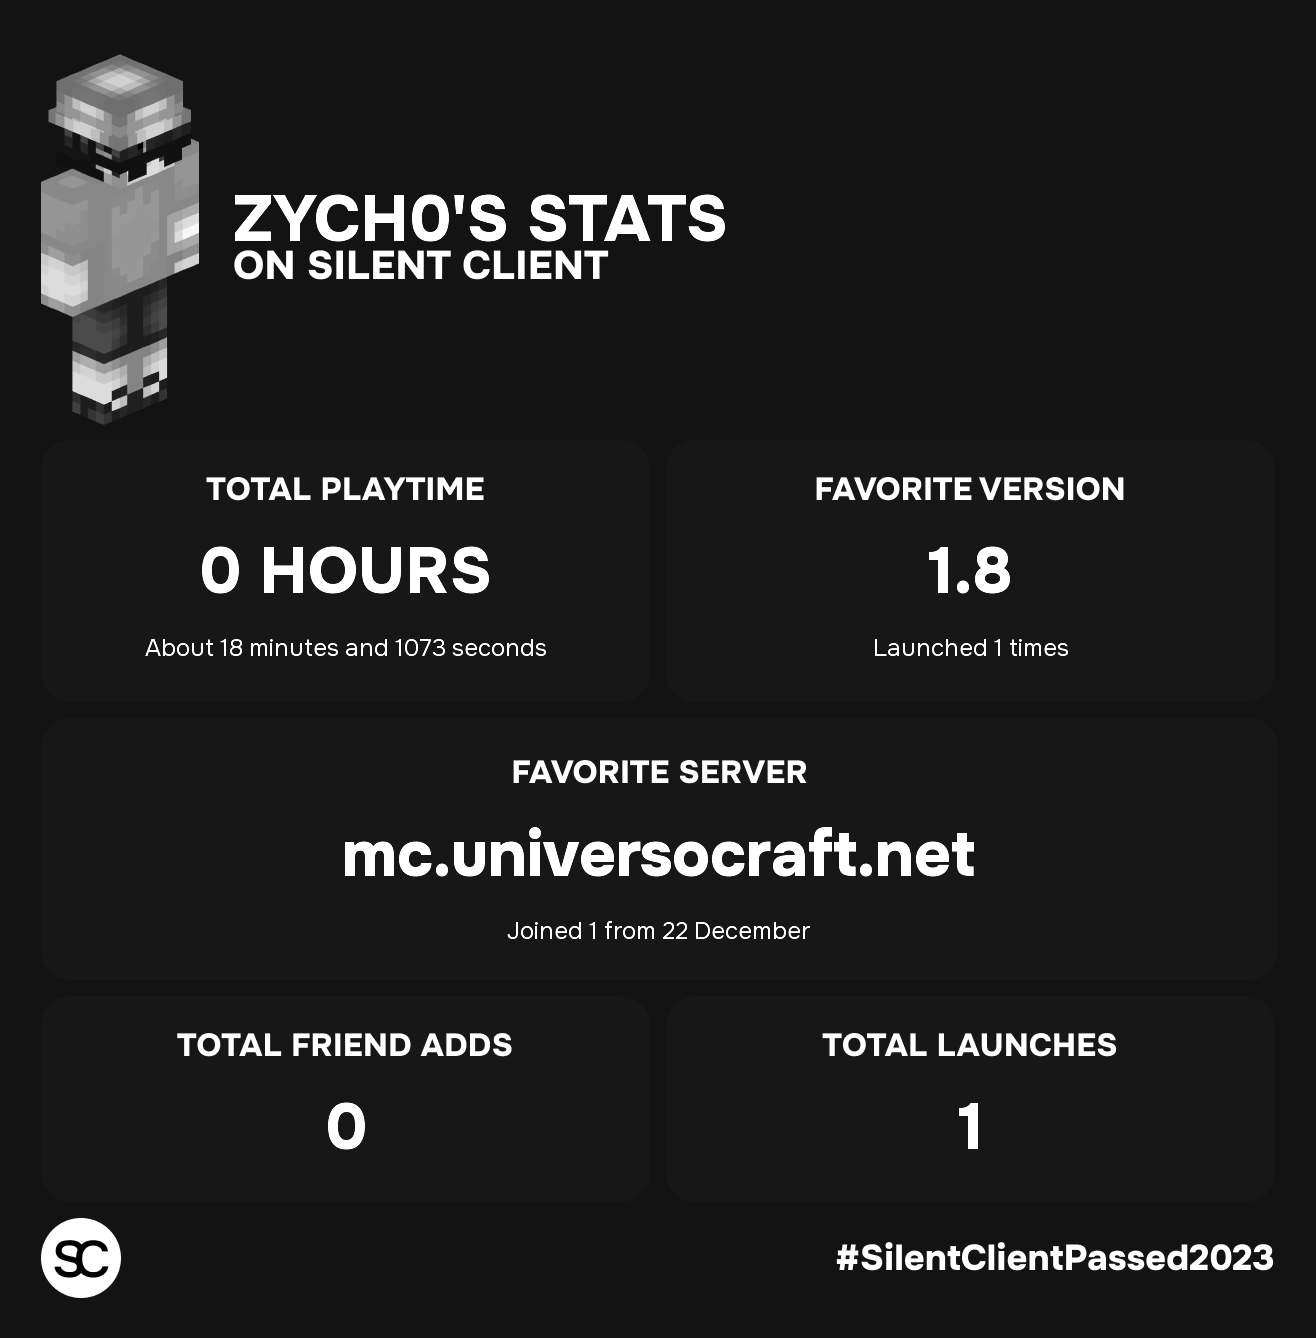 ZYCH0'S STATS
ON SILENT CLIENT
TOTAL PLAYTIME
0 HOURS
About 18 minutes and 1073 seconds
FAVORITE VERSION
1.8
Launched 1 times
FAVORITE SERVER
mc.universocraft.net
Joined 1 from 22 December
TOTAL FRIEND ADDS
0
TOTAL LAUNCHES
1
SC
#SilentClientPassed2023